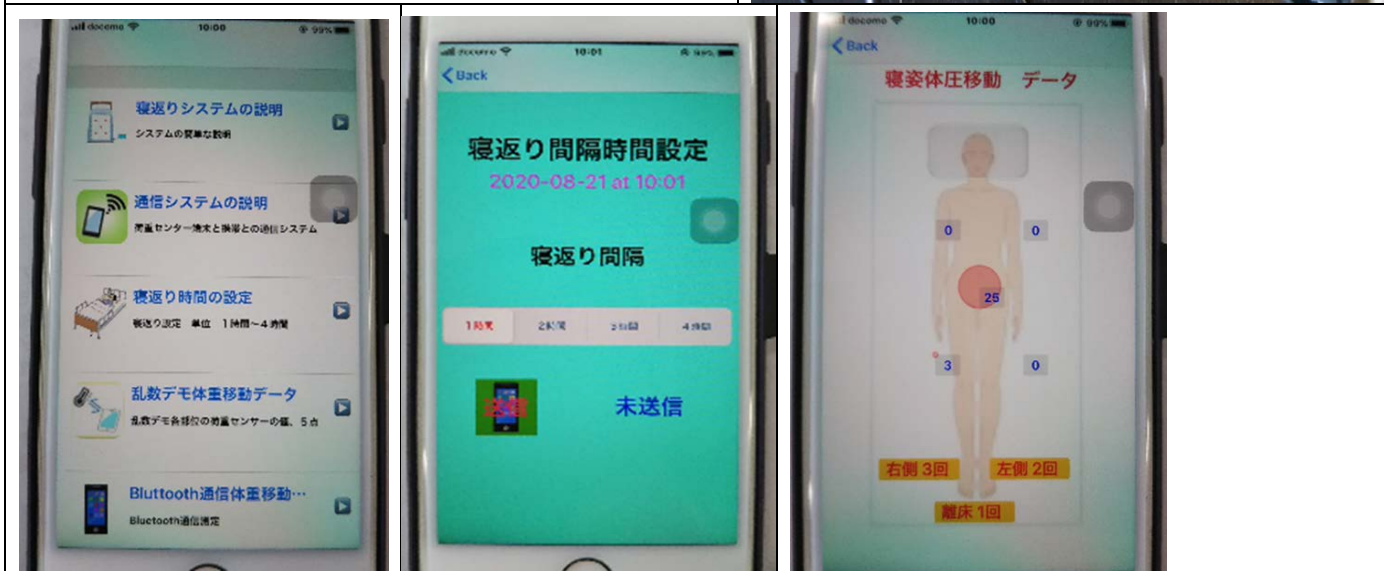 docomo 10:00 99%
寝返りシステムの説明
システムの簡単な説明
通信システムの説明
荷重センター端末と携帯との通信システム
寝返り時間の設定
寝返り設定 単位 1時間~4時間
乱数デモ体重移動データ
乱数デモ各部位の荷重センサーの値、5点
Bluttooth通信体重移動…
Bluetooth通信測定
docomo 10:01 99%
Back
寝返り間隔時間設定
2020-08-21 at 10:01
寝返り間隔
1時間 2時間 3時間 4時間
送信 未送信
docomo 10:00 99%
Back
寝姿体圧移動 データ
0 0
25
3 0
右側 3回 左側 2回
離床 1回